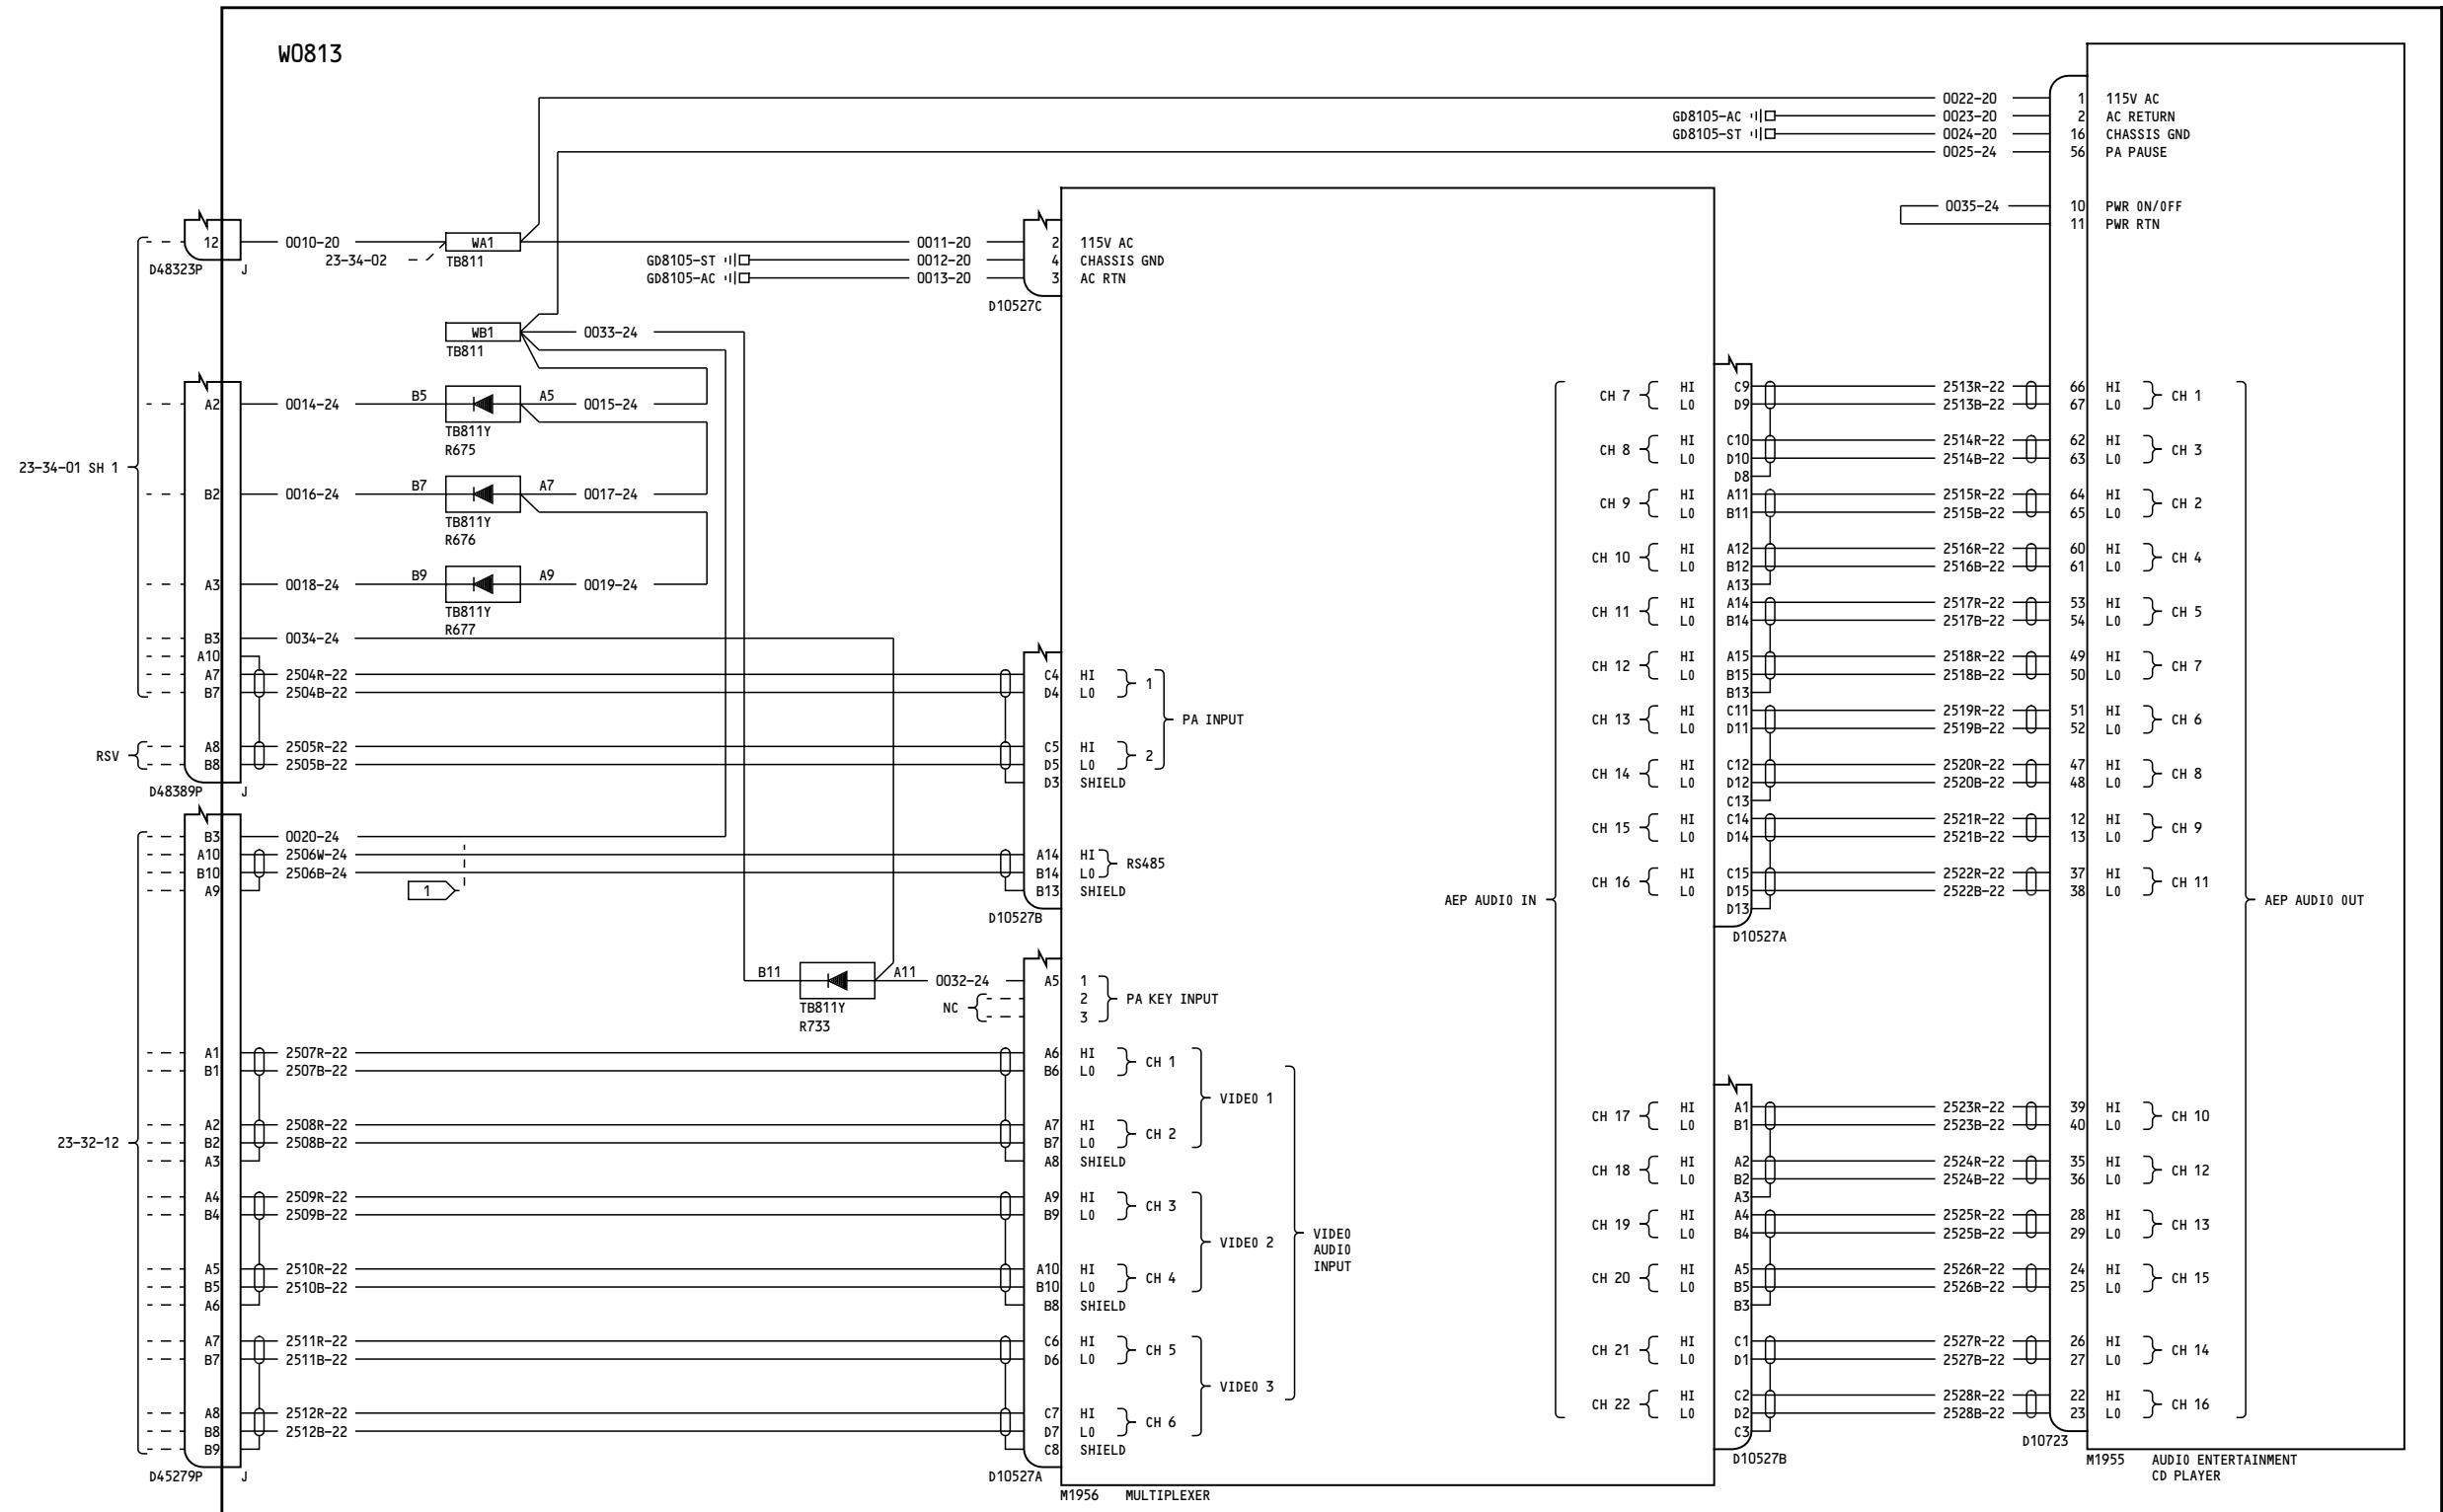 W0813
0022-20 1 115V AC
GD8105-AC 0023-20 2 AC RETURN
GD8105-ST 0024-20 16 CHASSIS GND
0025-24 56 PA PAUSE
0035-24 10 PWR ON/OFF
11 PWR RTN
12 0010-20 WA1 0011-20 2 115V AC
23-34-02 TB811 GD8105-ST 0012-20 4 CHASSIS GND
D48323P J GD8105-AC 0013-20 3 AC RTN
D10527C
WB1 0033-24
TB811
A2 0014-24 B5 A5 0015-24
TB811Y
R675
23-34-01 SH 1
B2 0016-24 B7 A7 0017-24
TB811Y
R676
A3 0018-24 B9 A9 0019-24
TB811Y
R677
B3 0034-24
A10
A7 2504R-22 C4 HI
B7 2504B-22 D4 LO
1
PA INPUT
RSV
A8 2505R-22 C5 HI
B8 2505B-22 D5 LO
2
D3 SHIELD
D48389P J
B3 0020-24
A10 2506W-24 A14 HI
B10 2506B-24 B14 LO
RS485
A9 B13 SHIELD
1
D10527B
B11 A11 0032-24 A5 1
NC 2 PA KEY INPUT
3
TB811Y
R733
A1 2507R-22 A6 HI
B1 2507B-22 B6 LO
CH 1
VIDEO 1
A2 2508R-22 A7 HI
B2 2508B-22 B7 LO
CH 2
A3 A8 SHIELD
23-32-12
A4 2509R-22 A9 HI
B4 2509B-22 B9 LO
CH 3
VIDEO 2
VIDEO
AUDIO
INPUT
A5 2510R-22 A10 HI
B5 2510B-22 B10 LO
CH 4
A6 B8 SHIELD
A7 2511R-22 C6 HI
B7 2511B-22 D6 LO
CH 5
VIDEO 3
A8 2512R-22 C7 HI
B8 2512B-22 D7 LO
CH 6
B9 C8 SHIELD
D45279P J
D10527A
M1956 MULTIPLEXER
AEP AUDIO IN
CH 7 HI C9 2513R-22 66 HI CH 1
LO D9 2513B-22 67 LO
CH 8 HI C10 2514R-22 62 HI CH 3
LO D10 2514B-22 63 LO
D8
CH 9 HI A11 2515R-22 64 HI CH 2
LO B11 2515B-22 65 LO
CH 10 HI A12 2516R-22 60 HI CH 4
LO B12 2516B-22 61 LO
A13
CH 11 HI A14 2517R-22 53 HI CH 5
LO B14 2517B-22 54 LO
CH 12 HI A15 2518R-22 49 HI CH 7
LO B15 2518B-22 50 LO
B13
CH 13 HI C11 2519R-22 51 HI CH 6
LO D11 2519B-22 52 LO
CH 14 HI C12 2520R-22 47 HI CH 8
LO D12 2520B-22 48 LO
C13
CH 15 HI C14 2521R-22 12 HI CH 9
LO D14 2521B-22 13 LO
CH 16 HI C15 2522R-22 37 HI CH 11
LO D15 2522B-22 38 LO
D13
D10527A
AEP AUDIO OUT
CH 17 HI A1 2523R-22 39 HI CH 10
LO B1 2523B-22 40 LO
CH 18 HI A2 2524R-22 35 HI CH 12
LO B2 2524B-22 36 LO
A3
CH 19 HI A4 2525R-22 28 HI CH 13
LO B4 2525B-22 29 LO
CH 20 HI A5 2526R-22 24 HI CH 15
LO B5 2526B-22 25 LO
B3
CH 21 HI C1 2527R-22 26 HI CH 14
LO D1 2527B-22 27 LO
CH 22 HI C2 2528R-22 22 HI CH 16
LO D2 2528B-22 23 LO
C3
D10527B
D10723
M1955 AUDIO ENTERTAINMENT
CD PLAYER